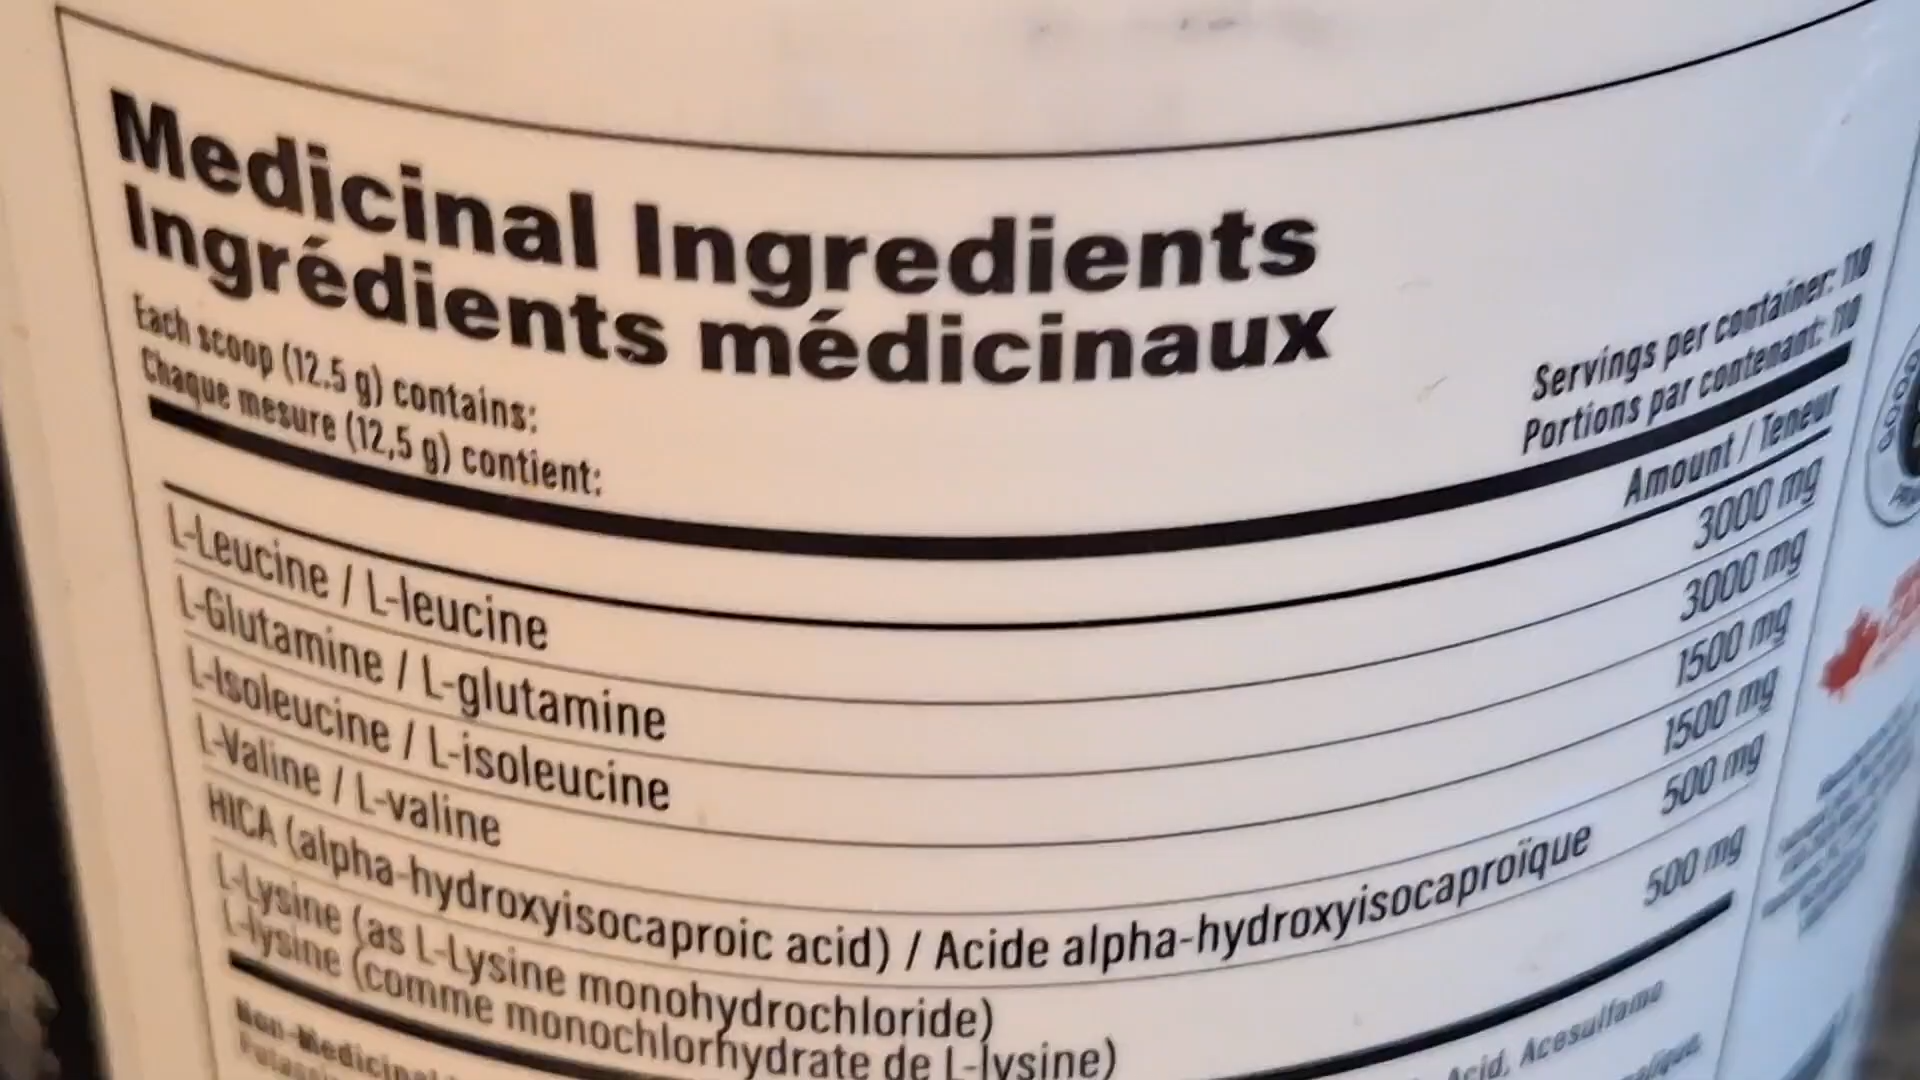 Medicinal Ingredients
Ingrédients médicinaux
Each scoop (12.5 g) contains:
Chaque mesure (12,5 g) contient:
Servings per container: 110
Portions par contenant: 110
Amount / Teneur
L-Leucine / L-leucine 3000 mg
L-Glutamine / L-glutamine 3000 mg
L-Isoleucine / L-isoleucine 1500 mg
L-Valine / L-valine 1500 mg
HICA (alpha-hydroxyisocaproic acid) / Acide alpha-hydroxyisocaproïque 500 mg
L-Lysine (as L-Lysine monohydrochloride) 500 mg
L-lysine (comme monochlorhydrate de L-lysine)
Acid, Acesulfame